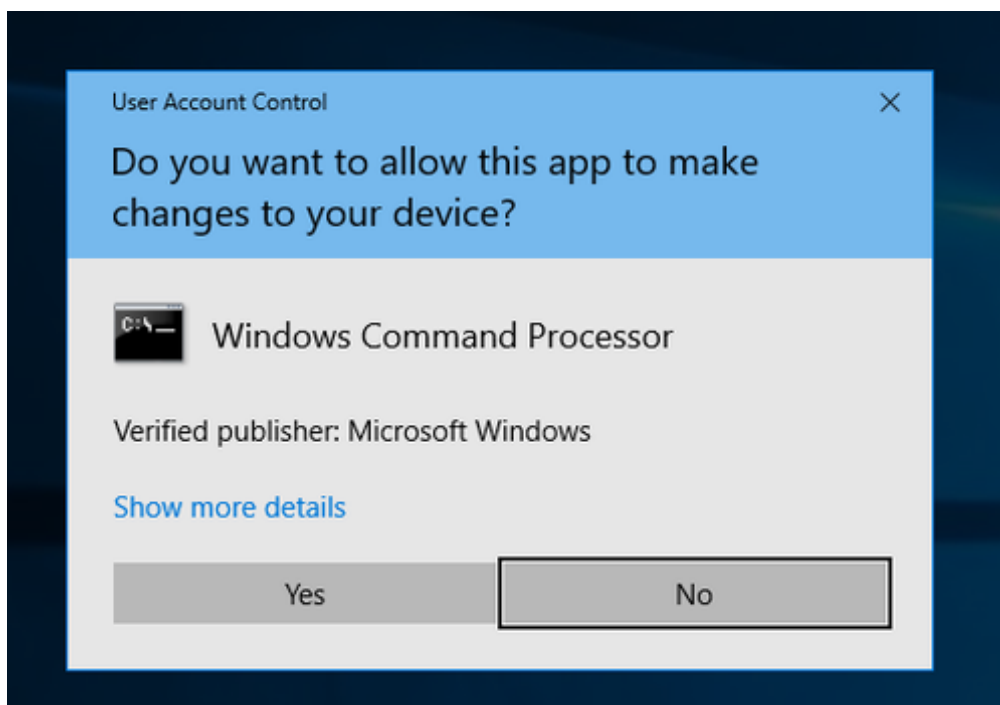 User Account Control
Do you want to allow this app to make
changes to your device?
C:\_
Windows Command Processor
Verified publisher: Microsoft Windows
Show more details
Yes
No